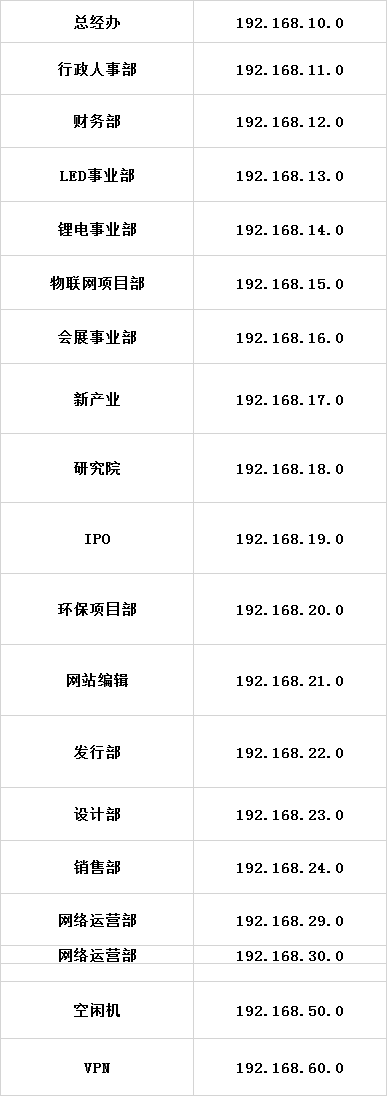 总经办 192.168.10.0
行政人事部 192.168.11.0
财务部 192.168.12.0
LED事业部 192.168.13.0
锂电事业部 192.168.14.0
物联网项目部 192.168.15.0
会展事业部 192.168.16.0
新产业 192.168.17.0
研究院 192.168.18.0
IPO 192.168.19.0
环保项目部 192.168.20.0
网站编辑 192.168.21.0
发行部 192.168.22.0
设计部 192.168.23.0
销售部 192.168.24.0
网络运营部 192.168.29.0
网络运营部 192.168.30.0
空闲机 192.168.50.0
VPN 192.168.60.0